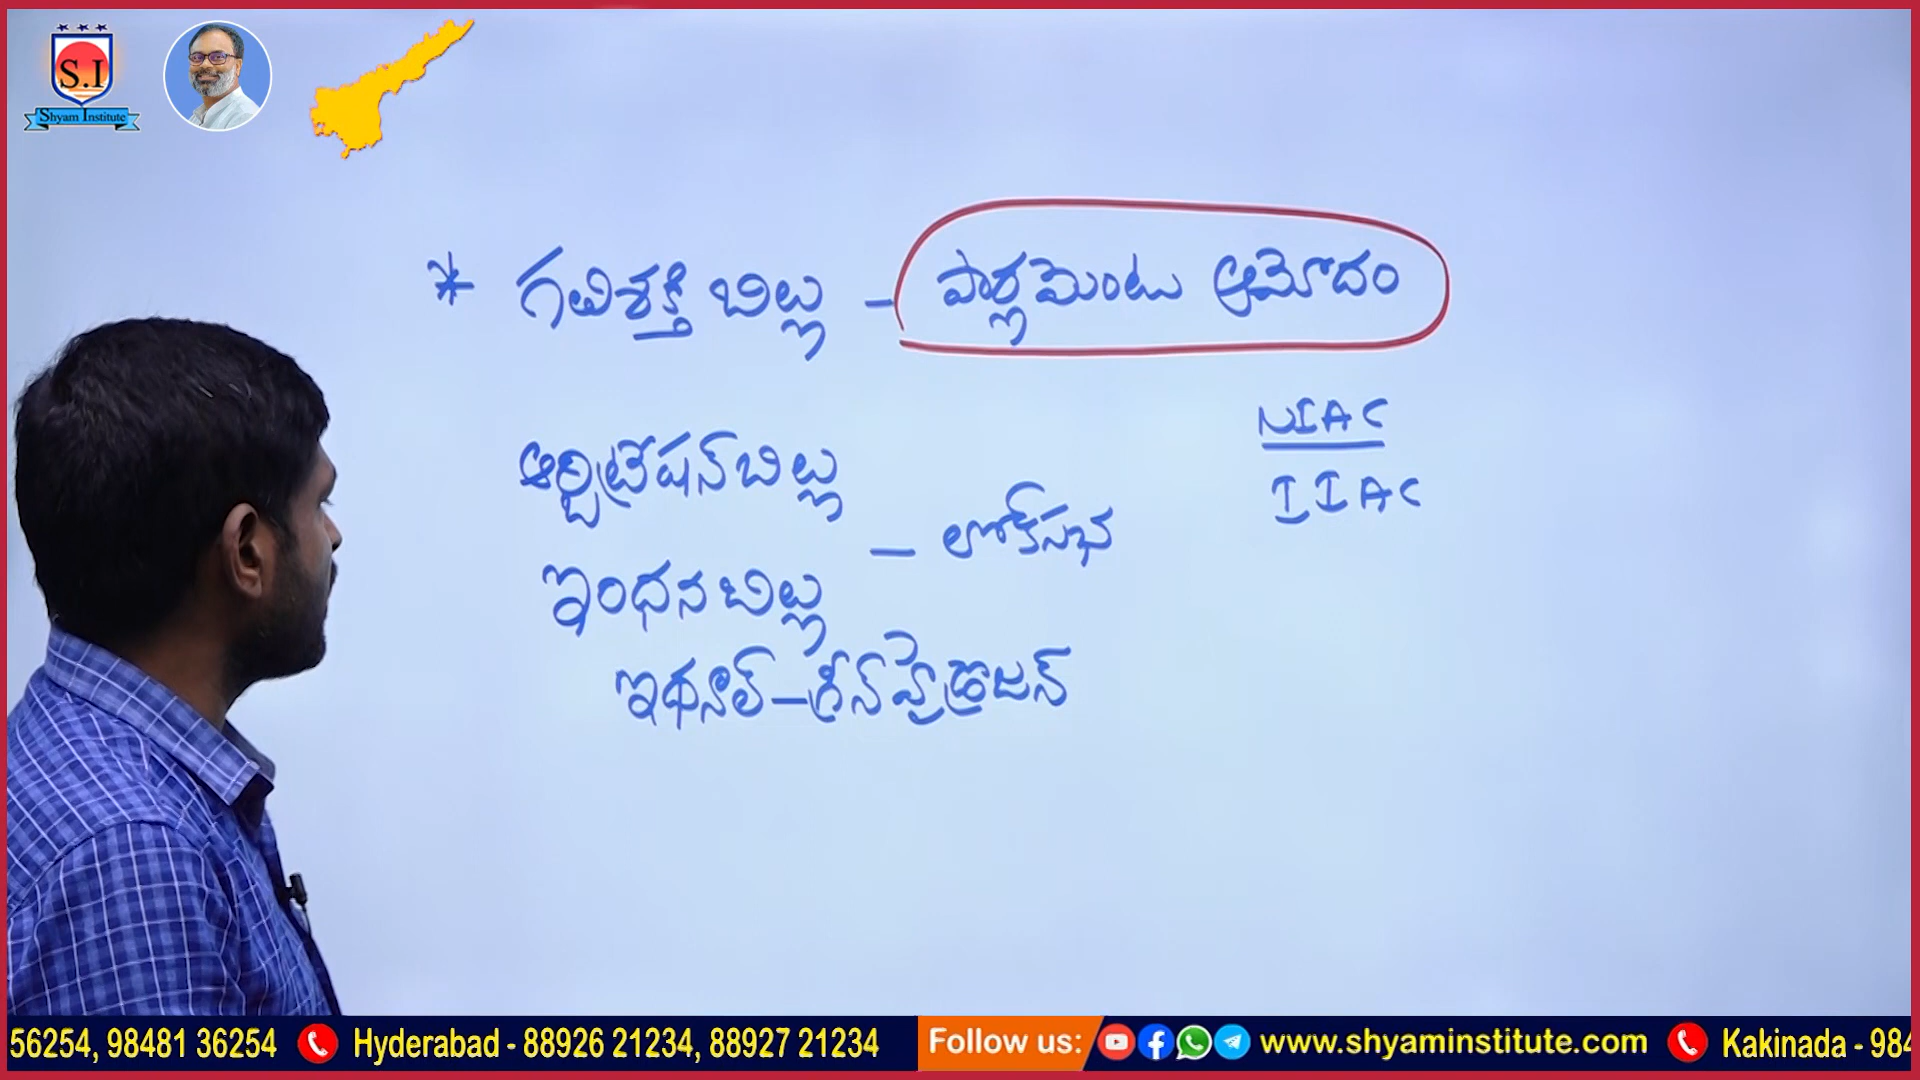 S.I
Shyam Institute
* గతిశక్తి బిల్లు - పార్లమెంటు ఆమోదం
NIAC
IIAC
ఆర్బిట్రేషన్ బిల్లు
- లోక్‌సభ
ఇంధన బిల్లు
ఇథనాల్ - గ్రీన్ హైడ్రోజన్
56254, 98481 36254 Hyderabad - 88926 21234, 88927 21234 Follow us: www.shyaminstitute.com Kakinada - 984